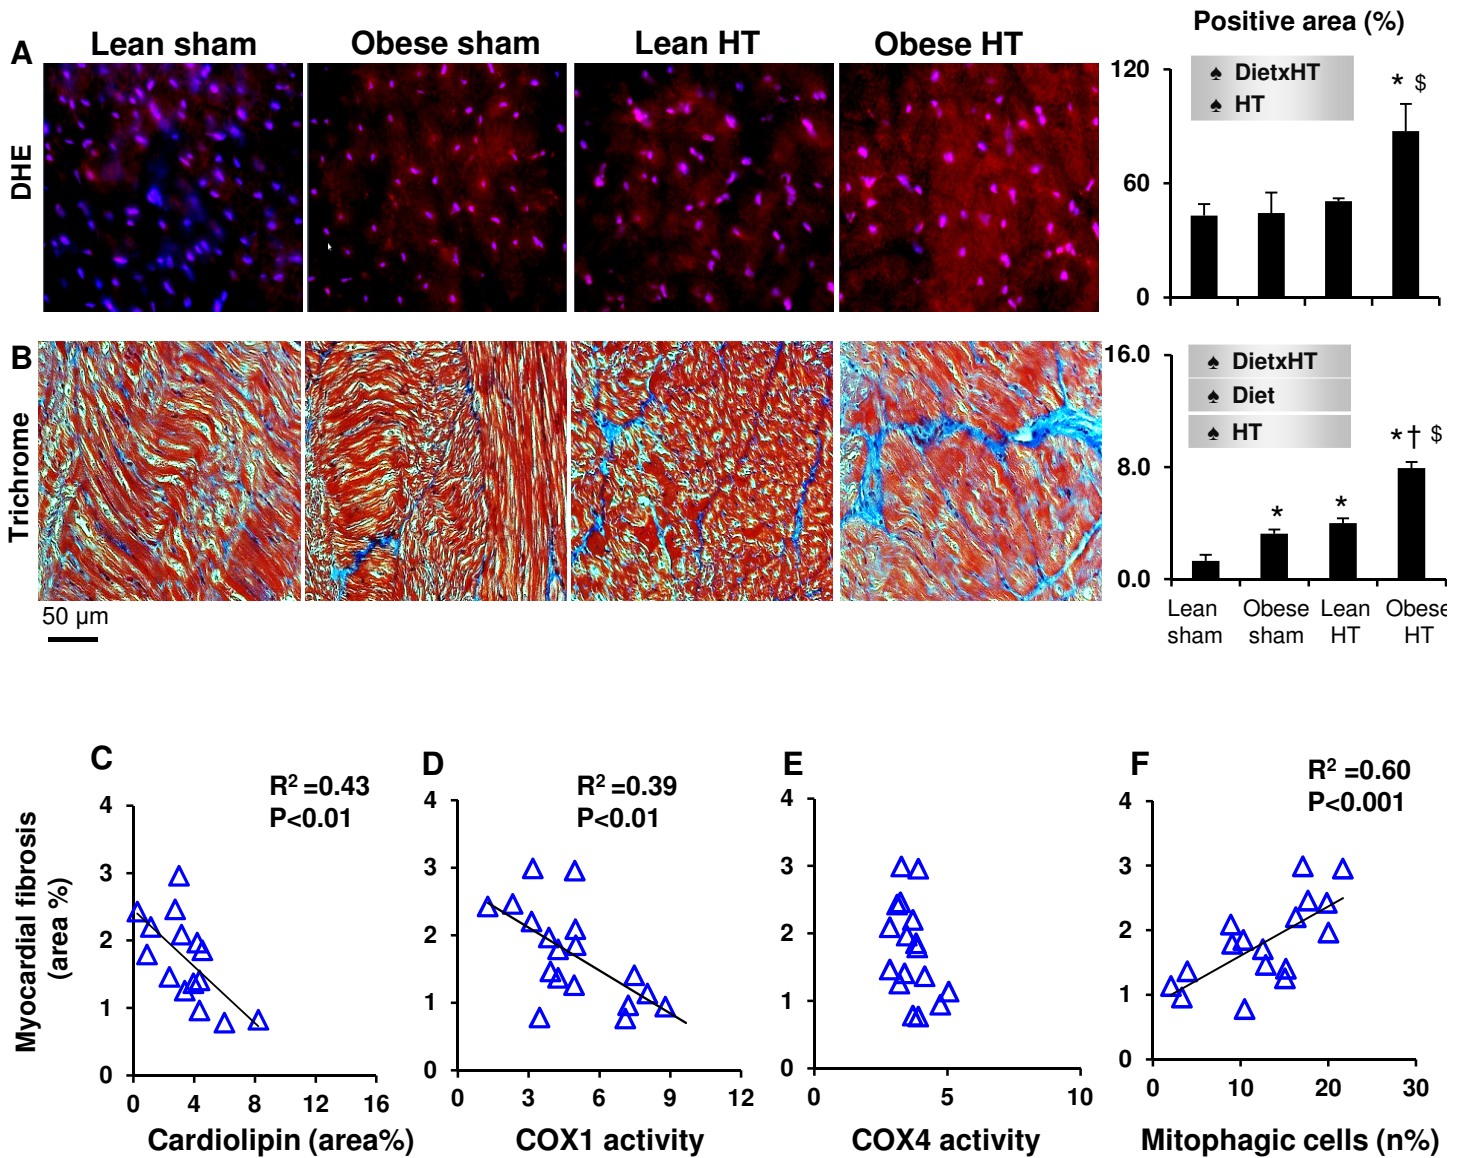 Positive area (%)
A
Lean sham
Obese sham
Lean HT
Obese HT
DHE
120
60
0
♠ DietxHT
♠ HT
* $
B
Trichrome
16.0
8.0
0.0
♠ DietxHT
♠ Diet
♠ HT
*
*
*† $
Lean
sham
Obese
sham
Lean
HT
Obese
HT
50 µm
C
R² =0.43
P<0.01
Myocardial fibrosis
(area %)
4
3
2
1
0
0 4 8 12 16
Cardiolipin (area%)
D
R² =0.39
P<0.01
4
3
2
1
0
0 3 6 9 12
COX1 activity
E
4
3
2
1
0
0 5 10
COX4 activity
F
R² =0.60
P<0.001
4
3
2
1
0
0 10 20 30
Mitophagic cells (n%)